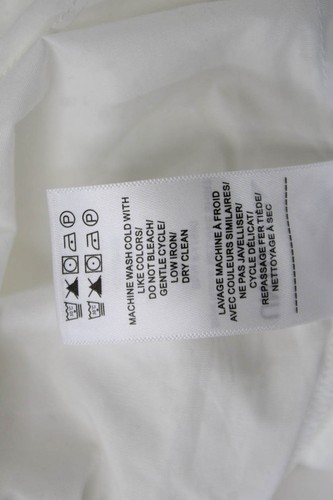 MACHINE WASH COLD WITH
LIKE COLORS/
DO NOT BLEACH/
GENTLE CYCLE/
LOW IRON/
DRY CLEAN
LAVAGE MACHINE À FROID
AVEC COULEURS SIMILAIRES/
NE PAS JAVELLISER/
CYCLE DÉLICAT/
REPASSAGE FER TIÈDE/
NETTOYAGE À SEC